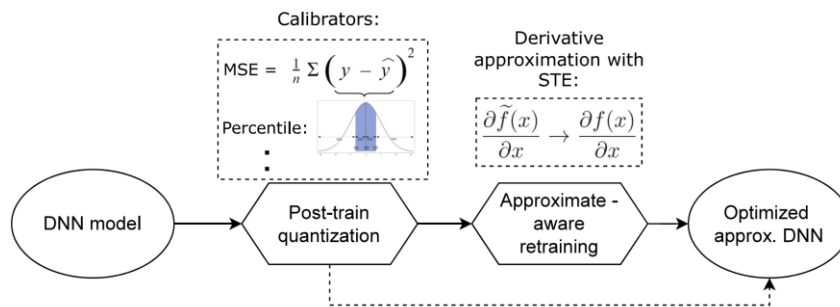 Calibrators:
MSE = 1/n Σ ( y − ŷ )²
Percentile:
Derivative
approximation with
STE:
∂f̃(x)/∂x → ∂f(x)/∂x
DNN model
Post-train
quantization
Approximate -
aware
retraining
Optimized
approx. DNN